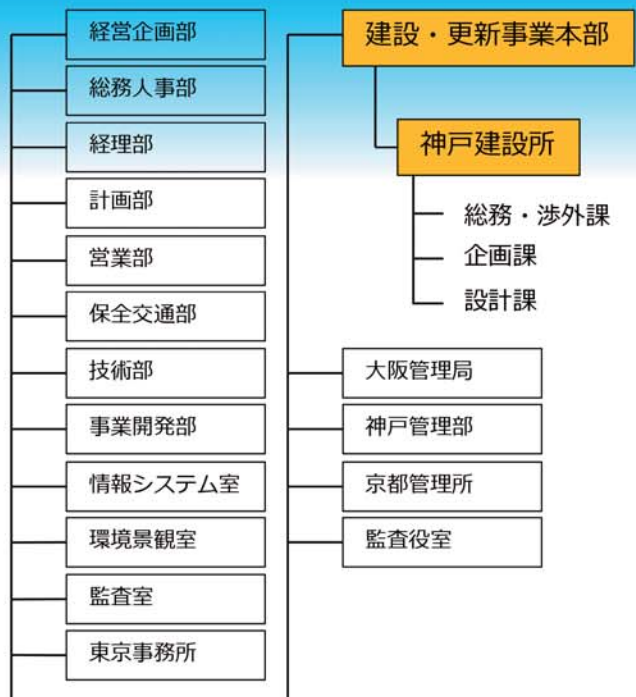 経営企画部
総務人事部
経理部
計画部
営業部
保全交通部
技術部
事業開発部
情報システム室
環境景観室
監査室
東京事務所
建設・更新事業本部
神戸建設所
総務・渉外課
企画課
設計課
大阪管理局
神戸管理部
京都管理所
監査役室